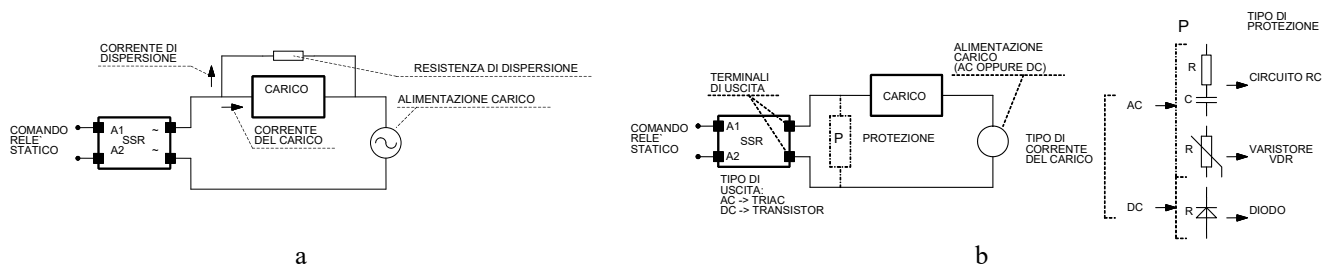 CORRENTE DI
DISPERSIONE
RESISTENZA DI DISPERSIONE
CARICO
ALIMENTAZIONE CARICO
CORRENTE
DEL CARICO
COMANDO
RELE`
STATICO
A1 ~
SSR
A2 ~
a
ALIMENTAZIONE
CARICO
(AC OPPURE DC)
TERMINALI
DI USCITA
CARICO
COMANDO
RELE`
STATICO
A1
SSR
A2
P
PROTEZIONE
TIPO DI
CORRENTE
DEL CARICO
TIPO DI
USCITA:
AC -> TRIAC
DC -> TRANSISTOR
b
P
TIPO DI
PROTEZIONE
R
CIRCUITO RC
C
AC
R
VARISTORE
VDR
DC
R
DIODO